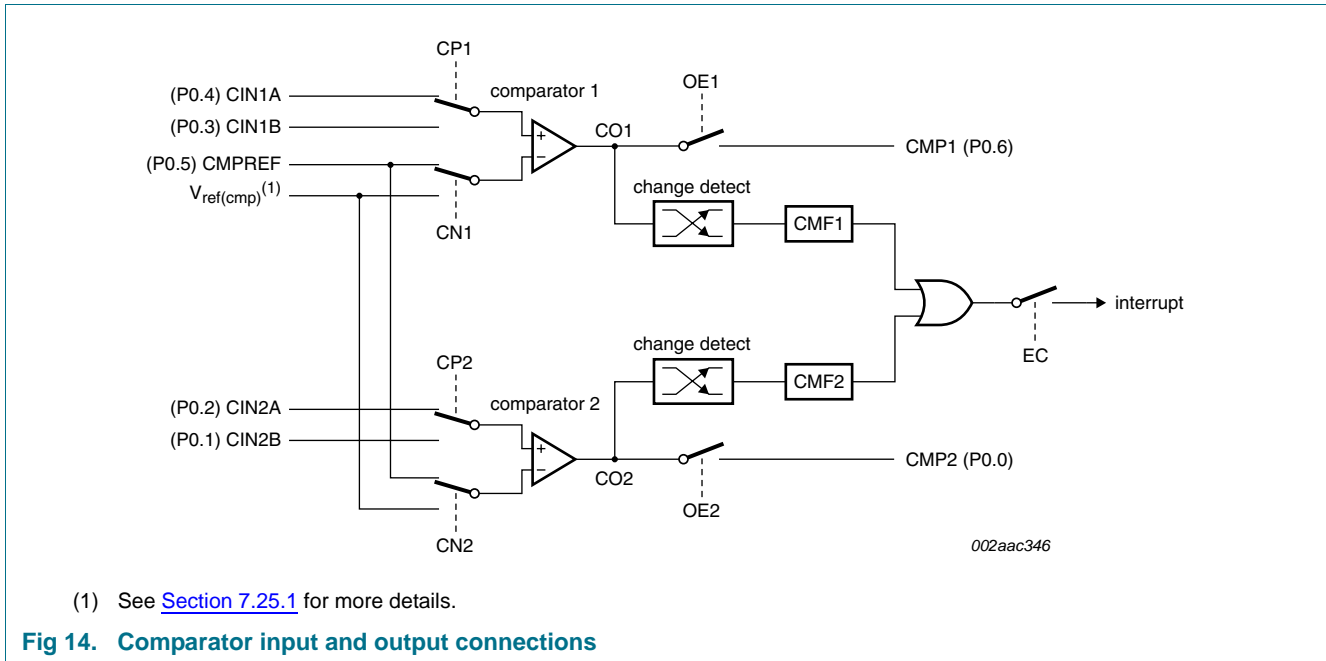 CP1
OE1
(P0.4) CIN1A
comparator 1
(P0.3) CIN1B
+
CO1
(P0.5) CMPREF
−
CMP1 (P0.6)
Vref(cmp)(1)
change detect
CN1
CMF1
interrupt
EC
change detect
CP2
CMF2
(P0.2) CIN2A
comparator 2
(P0.1) CIN2B
+
−
CO2
CMP2 (P0.0)
OE2
CN2
002aac346
(1) See Section 7.25.1 for more details.
Fig 14. Comparator input and output connections